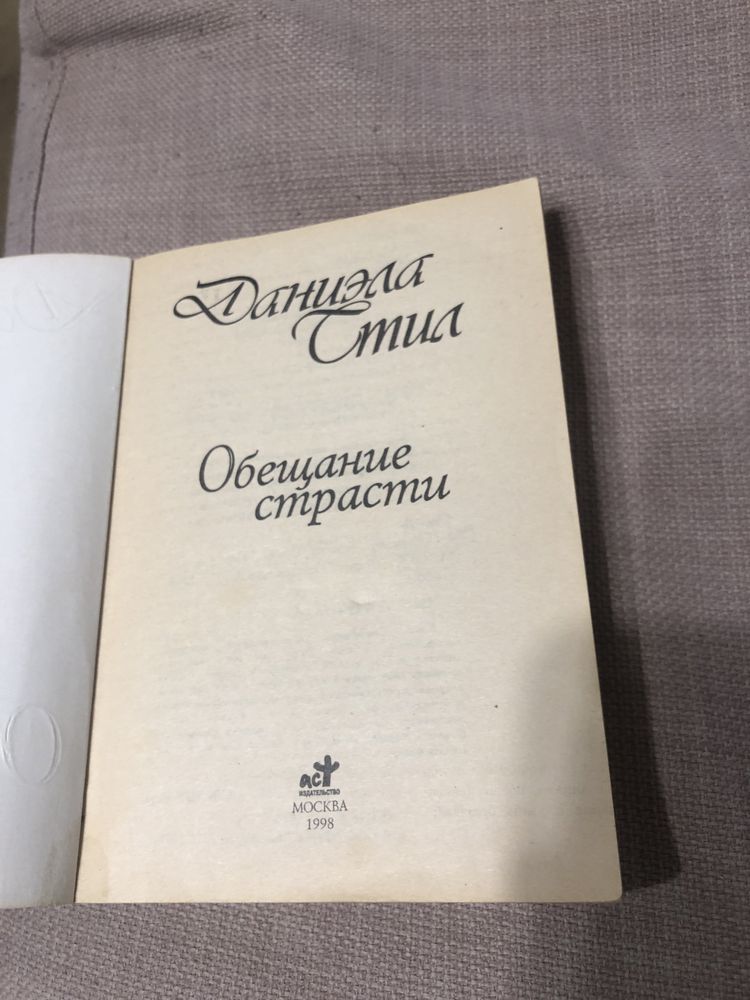 Даниэла
Стил
Обещание
страсти
аст
ИЗДАТЕЛЬСТВО
МОСКВА
1998